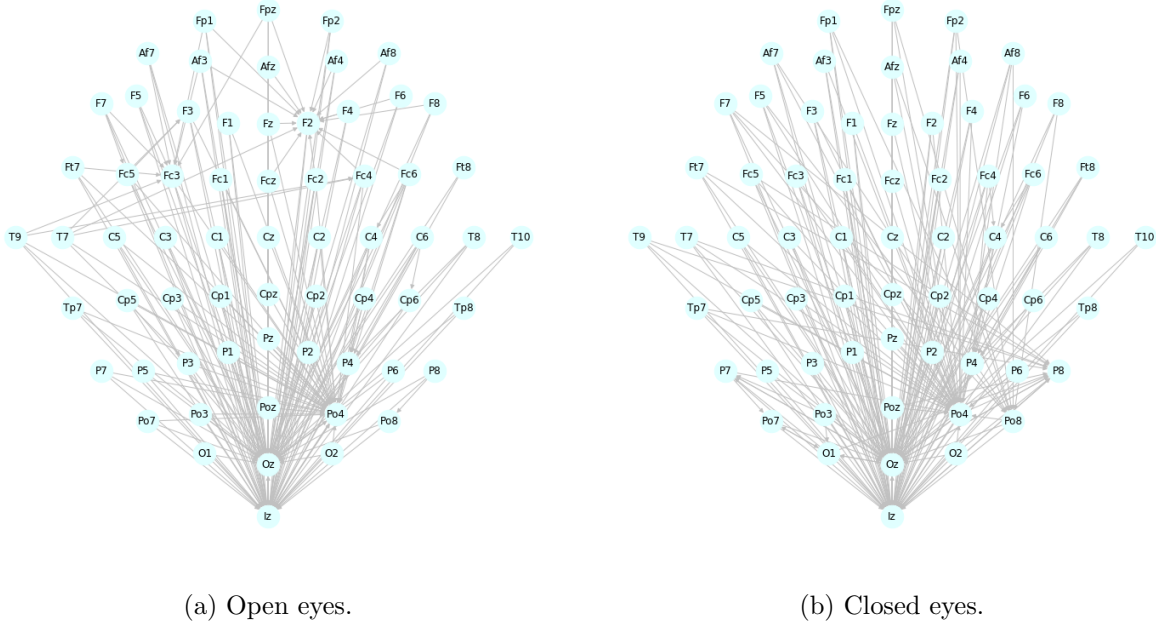 Fp1 Fpz Fp2
Af7 Af3 Afz Af4 Af8
F7 F5 F3 F1 Fz F2 F4 F6 F8
Ft7 Fc5 Fc3 Fc1 Fcz Fc2 Fc4 Fc6 Ft8
T9 T7 C5 C3 C1 Cz C2 C4 C6 T8 T10
Tp7 Cp5 Cp3 Cp1 Cpz Cp2 Cp4 Cp6 Tp8
P7 P5 P3 P1 Pz P2 P4 P6 P8
Po7 Po3 Poz Po4 Po8
O1 Oz O2
Iz
(a) Open eyes.
Fp1 Fpz Fp2
Af7 Af3 Afz Af4 Af8
F7 F5 F3 F1 Fz F2 F4 F6 F8
Ft7 Fc5 Fc3 Fc1 Fcz Fc2 Fc4 Fc6 Ft8
T9 T7 C5 C3 C1 Cz C2 C4 C6 T8 T10
Tp7 Cp5 Cp3 Cp1 Cpz Cp2 Cp4 Cp6 Tp8
P7 P5 P3 P1 Pz P2 P4 P6 P8
Po7 Po3 Poz Po4 Po8
O1 Oz O2
Iz
(b) Closed eyes.